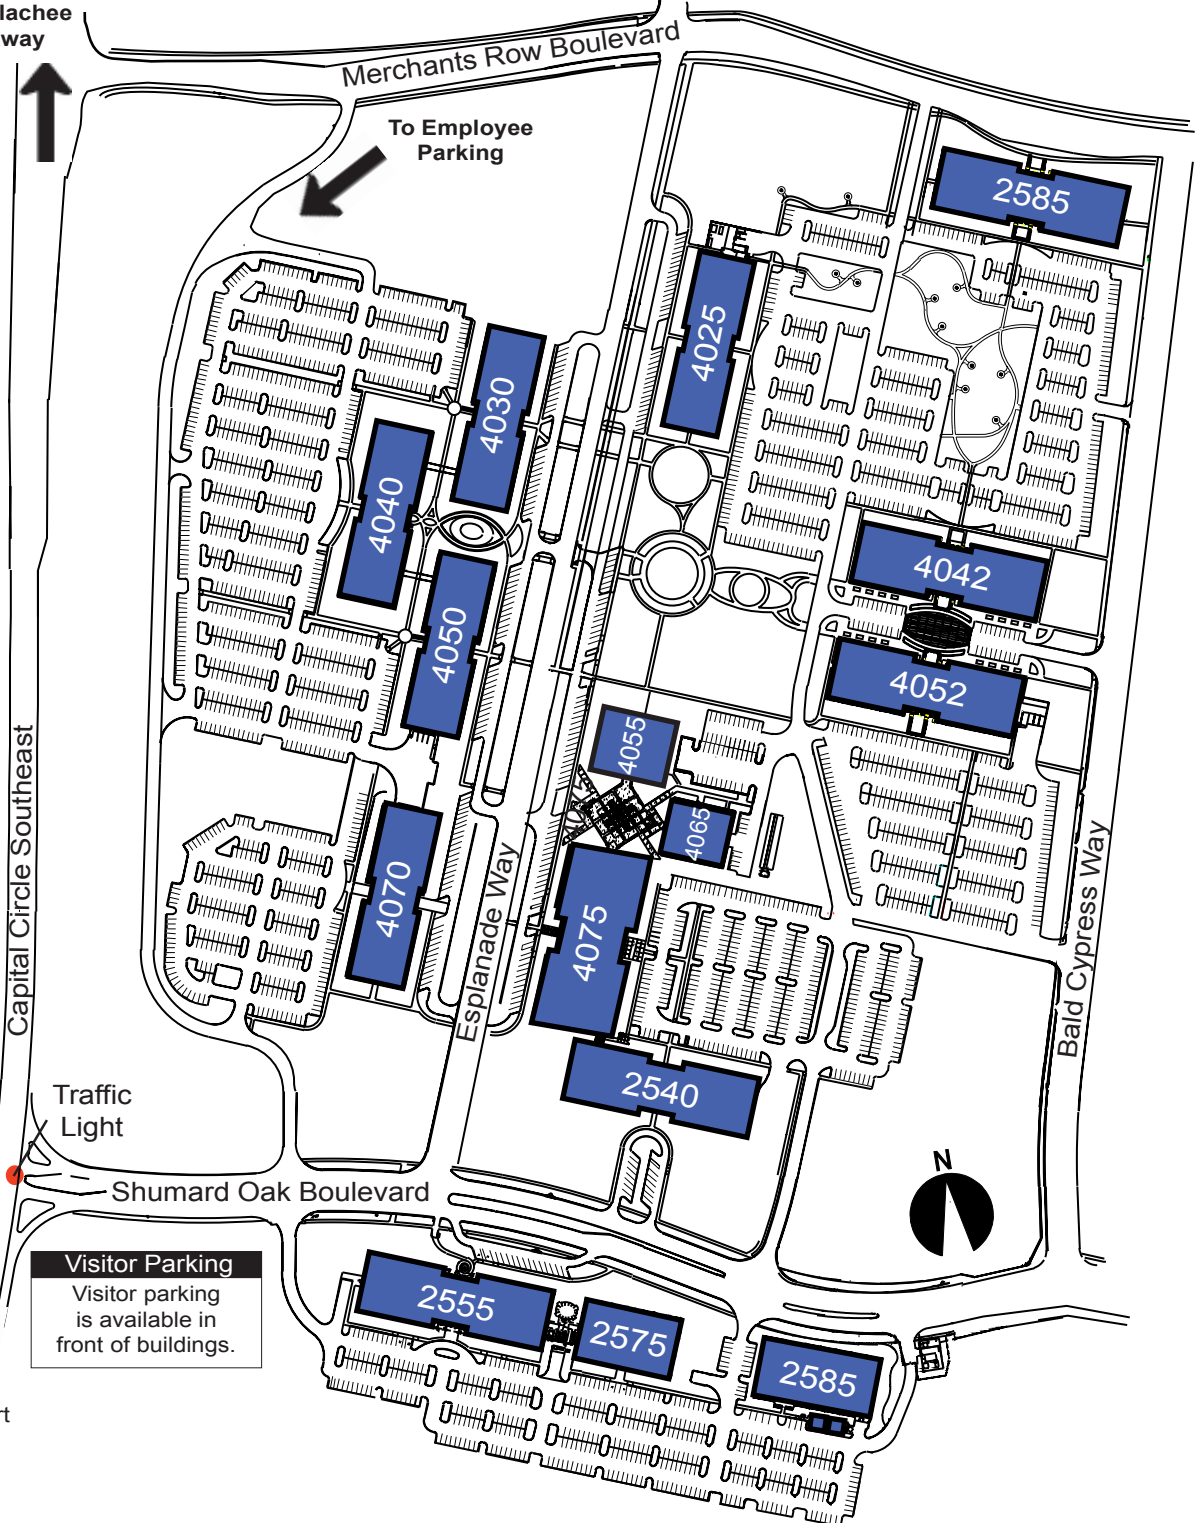 lachee
way
Merchants Row Boulevard
To Employee
Parking
2585
4025
4030
4040
4042
4050
4052
4055
4065
Capital Circle Southeast
4070
Esplanade Way
4075
Bald Cypress Way
2540
Traffic
Light
N
Shumard Oak Boulevard
Visitor Parking
Visitor parking
is available in
front of buildings.
2555
2575
2585
rt